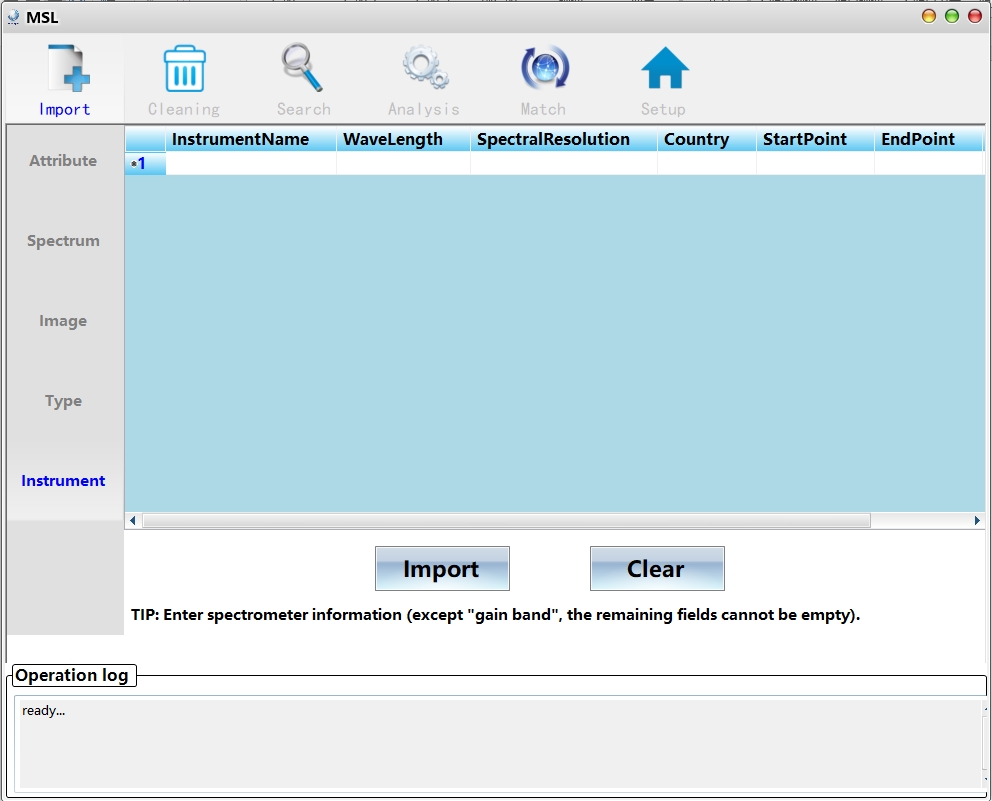 MSL
Import Cleaning Search Analysis Match Setup
Attribute
Spectrum
Image
Type
Instrument
InstrumentName WaveLength SpectralResolution Country StartPoint EndPoint
*1
Import Clear
TIP: Enter spectrometer information (except "gain band", the remaining fields cannot be empty).
Operation log
ready...